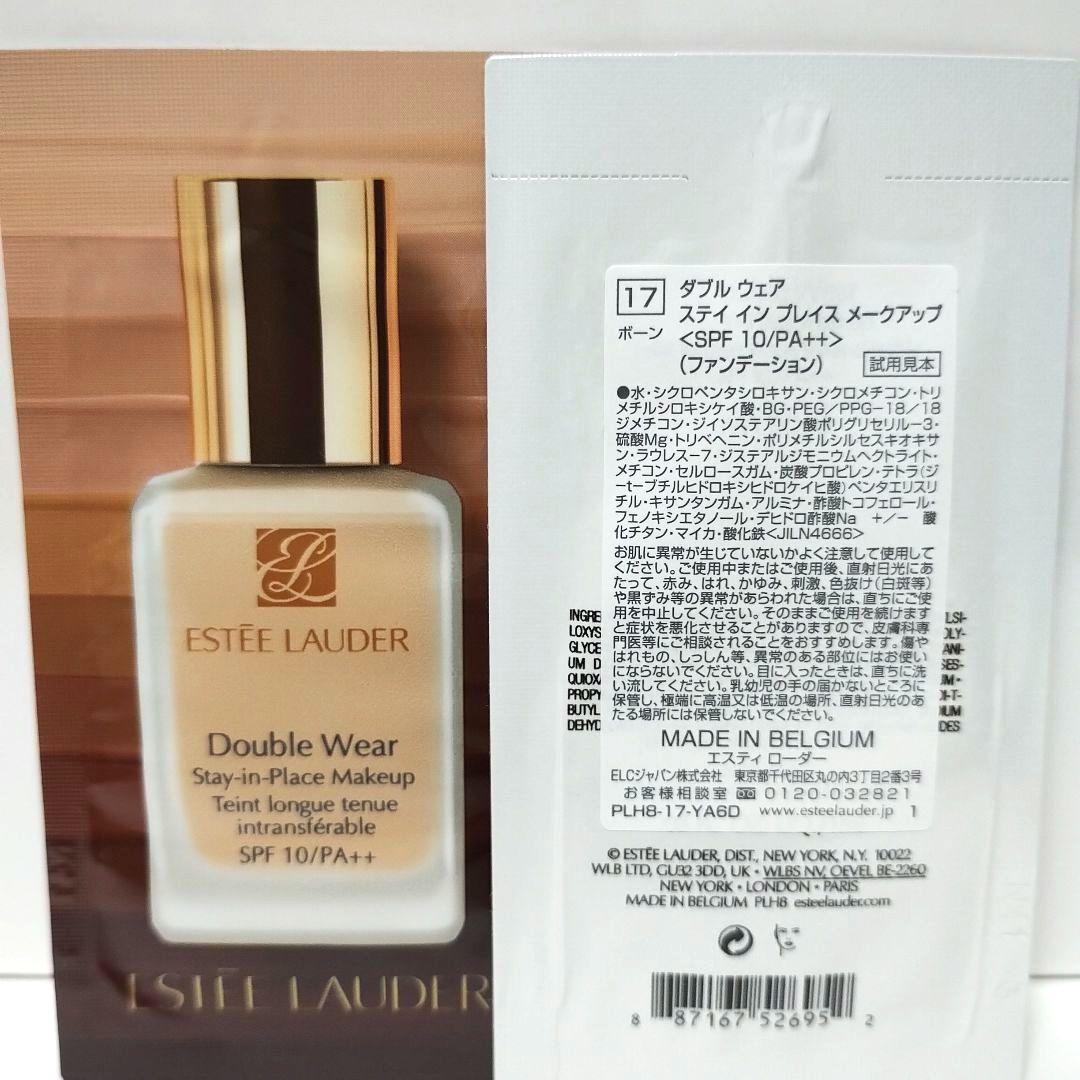 ESTĒE LAUDER
Double Wear
Stay-in-Place Makeup
Teint longue tenue
intransférable
SPF 10/PA++
ESTĒE LAUDER
17
ボーン
ダブル ウェア
ステイ イン プレイス メークアップ
<SPF 10/PA++>
(ファンデーション)
試用見本
●水・シクロペンタシロキサン・シクロメチコン・トリ
メチルシロキシケイ酸・BG・PEG/PPG-18/18
ジメチコン・ジイソステアリン酸ポリグリセリル-3・
硫酸Mg・トリベヘニン・ポリメチルシルセスキオキサ
ン・ラウレス-7・ジステアルジモニウムヘクトライト・
メチコン・セルロースガム・炭酸プロピレン・テトラ(ジ
-t-ブチルヒドロキシヒドロケイヒ酸)ペンタエリスリ
チル・キサンタンガム・アルミナ・酢酸トコフェロール・
フェノキシエタノール・デヒドロ酢酸Na +/- 酸
化チタン・マイカ・酸化鉄<JILN4666>
お肌に異常が生じていないかよく注意して使用して
ください。ご使用中またはご使用後、直射日光にあ
たって、赤み、はれ、かゆみ、刺激、色抜け(白斑等)
や黒ずみ等の異常があらわれた場合は、直ちにご使
用を中止してください。そのままご使用を続けます
と症状を悪化させることがありますので、皮膚科専
門医等にご相談されることをおすすめします。傷や
はれもの、しっしん等、異常のある部位にはお使い
にならないでください。目に入ったときは、直ちに洗
い流してください。乳幼児の手の届かないところに
保管し、極端に高温又は低温の場所、直射日光のあ
たる場所には保管しないでください。
MADE IN BELGIUM
エスティ ローダー
ELCジャパン株式会社 東京都千代田区丸の内3丁目2番3号
お客様相談室 0120-032821
PLH8-17-YA6D www.esteelauder.jp 1
INGRE
LOXYS
GLYCE
UM D
QUIOX
PROPY
BUTYL
DEHYD
© ESTĒE LAUDER, DIST., NEW YORK, N.Y. 10022
WLB LTD, GU32 3DD, UK • WLBS NV, OEVEL BE-2260
NEW YORK • LONDON • PARIS
MADE IN BELGIUM PLH8 esteelauder.com
8 87167 52695 2